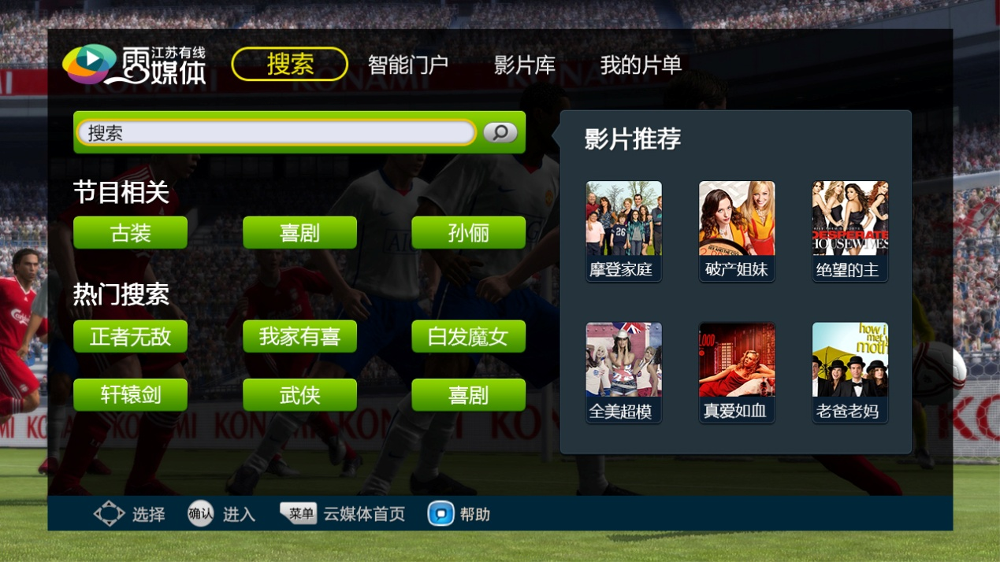 江苏有线
云媒体
搜索
智能门户
影片库
我的片单
搜索
节目相关
古装
喜剧
孙俪
热门搜索
正者无敌
我家有喜
白发魔女
轩辕剑
武侠
喜剧
影片推荐
摩登家庭
破产姐妹
DESPERATE
HOUSEWIVES
绝望的主
全美超模
真爱如血
how i
met y
moth
老爸老妈
KONAMI
KONAMI
KONAMI
KONAMI
KONAMI
选择
确认
进入
菜单
云媒体首页
帮助